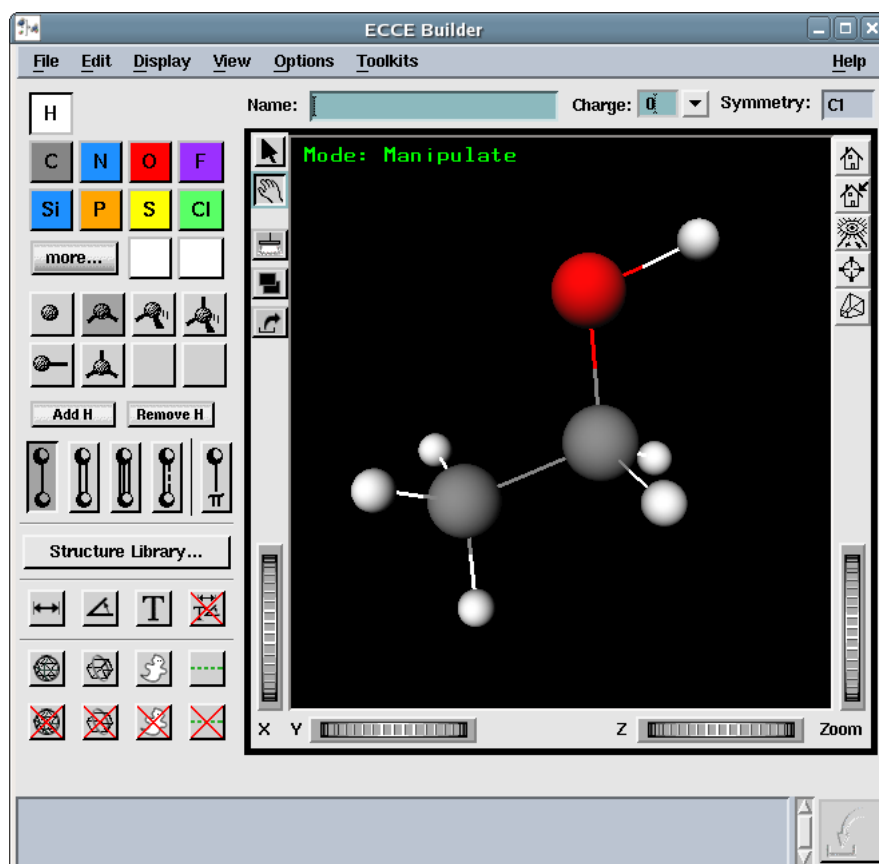 ECCE Builder
File Edit Display View Options Toolkits Help
H Name: Charge: 0 Symmetry: C1
Mode: Manipulate
C N O F
Si P S Cl
more...
Add H Remove H
π
Structure Library...
T
X Y Z Zoom